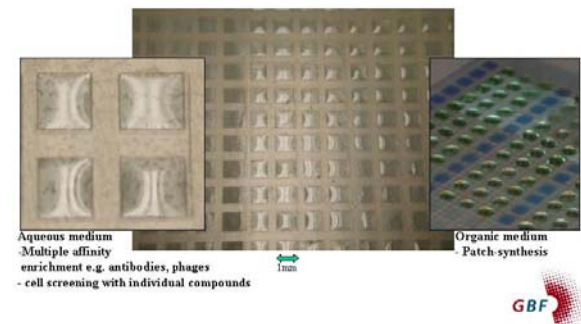 Aqueous medium
-Multiple affinity
enrichment e.g. antibodies, phages
- cell screening with individual compounds
1mm
Organic medium
- Patch-synthesis
GBF